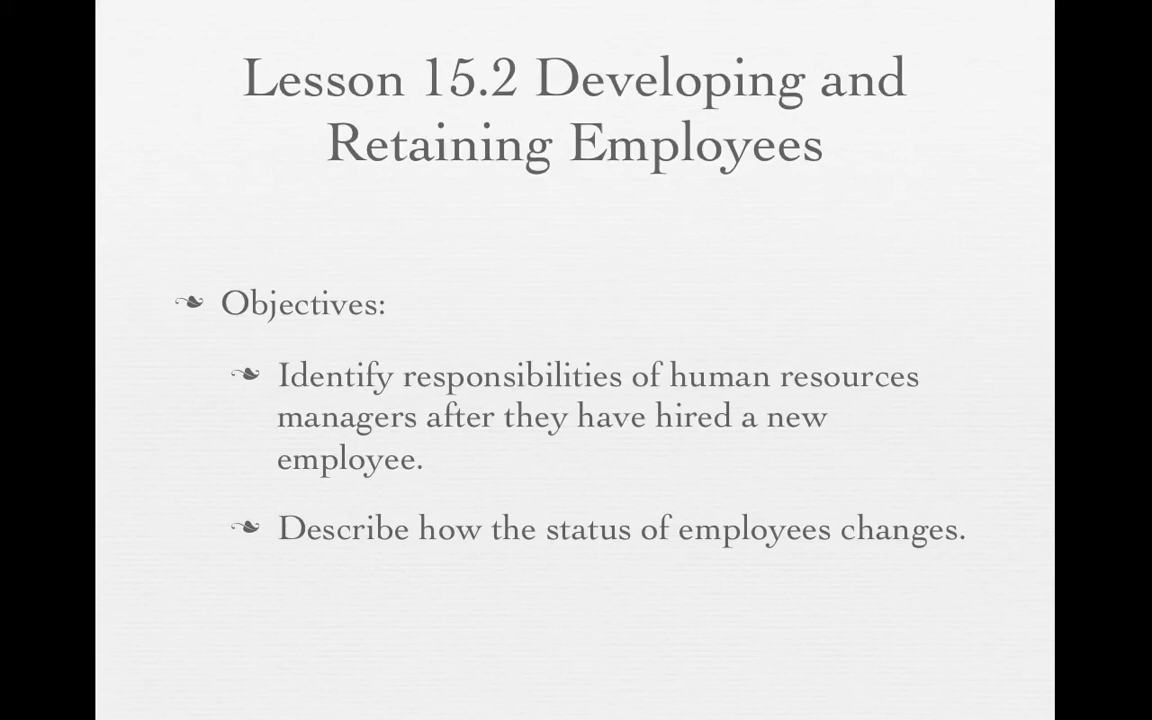 Lesson 15.2 Developing and
Retaining Employees
Objectives:
Identify responsibilities of human resources
managers after they have hired a new
employee.
Describe how the status of employees changes.